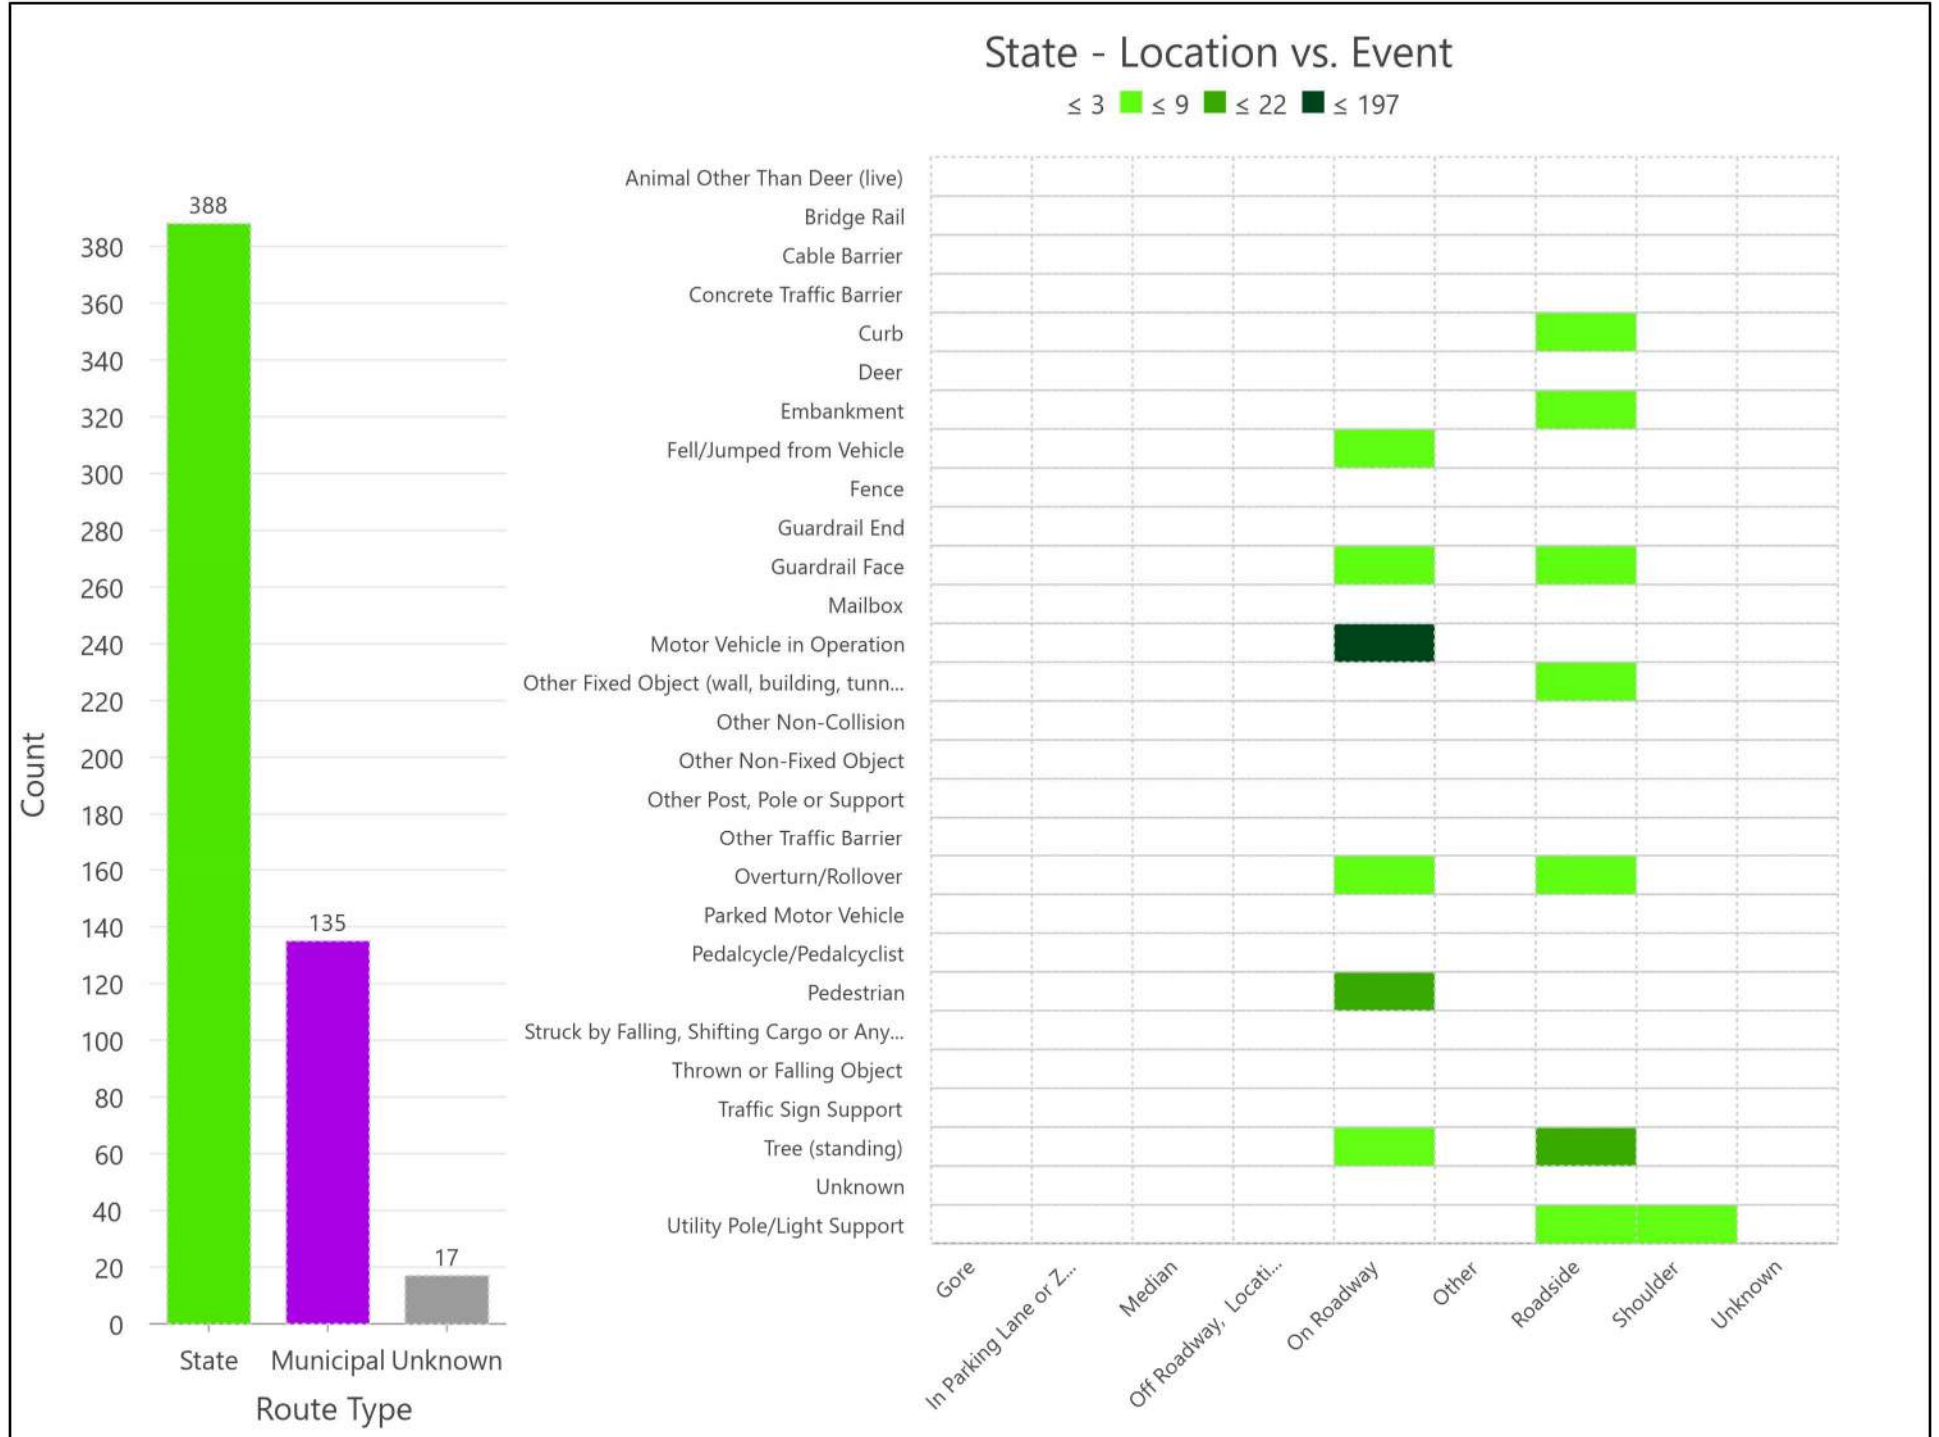 State - Location vs. Event
≤ 3 ≤ 9 ≤ 22 ≤ 197
388
135
17
380
360
340
320
300
280
260
240
220
200
180
160
140
120
100
80
60
40
20
0
Count
State Municipal Unknown
Route Type
Animal Other Than Deer (live)
Bridge Rail
Cable Barrier
Concrete Traffic Barrier
Curb
Deer
Embankment
Fell/Jumped from Vehicle
Fence
Guardrail End
Guardrail Face
Mailbox
Motor Vehicle in Operation
Other Fixed Object (wall, building, tunn...
Other Non-Collision
Other Non-Fixed Object
Other Post, Pole or Support
Other Traffic Barrier
Overturn/Rollover
Parked Motor Vehicle
Pedalcycle/Pedalcyclist
Pedestrian
Struck by Falling, Shifting Cargo or Any...
Thrown or Falling Object
Traffic Sign Support
Tree (standing)
Unknown
Utility Pole/Light Support
Gore
In Parking Lane or Z...
Median
Off Roadway, Locati...
On Roadway
Other
Roadside
Shoulder
Unknown